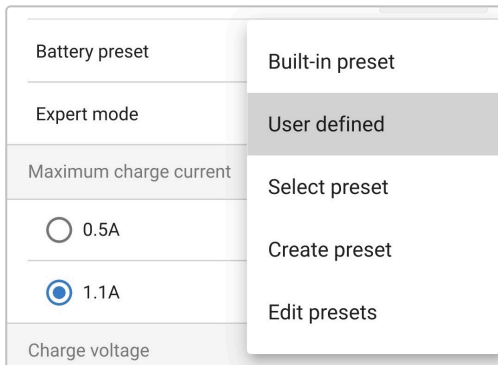 Battery preset
Expert mode
Maximum charge current
0.5A
1.1A
Charge voltage
Built-in preset
User defined
Select preset
Create preset
Edit presets